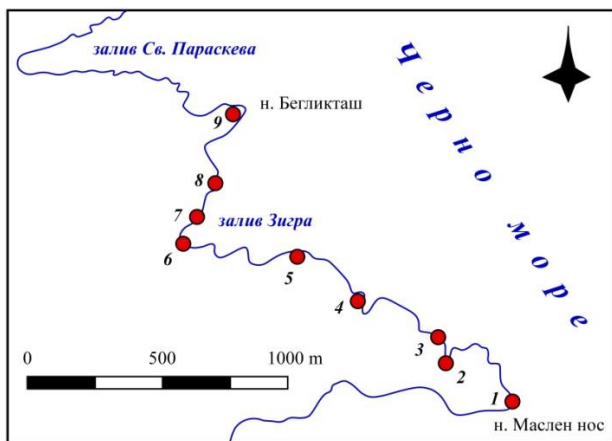 залив Св. Параскева
Черно море
н. Бегликташ
9
8
7
залив Зигра
6
5
4
3
2
0 500 1000 m
1
н. Маслен нос